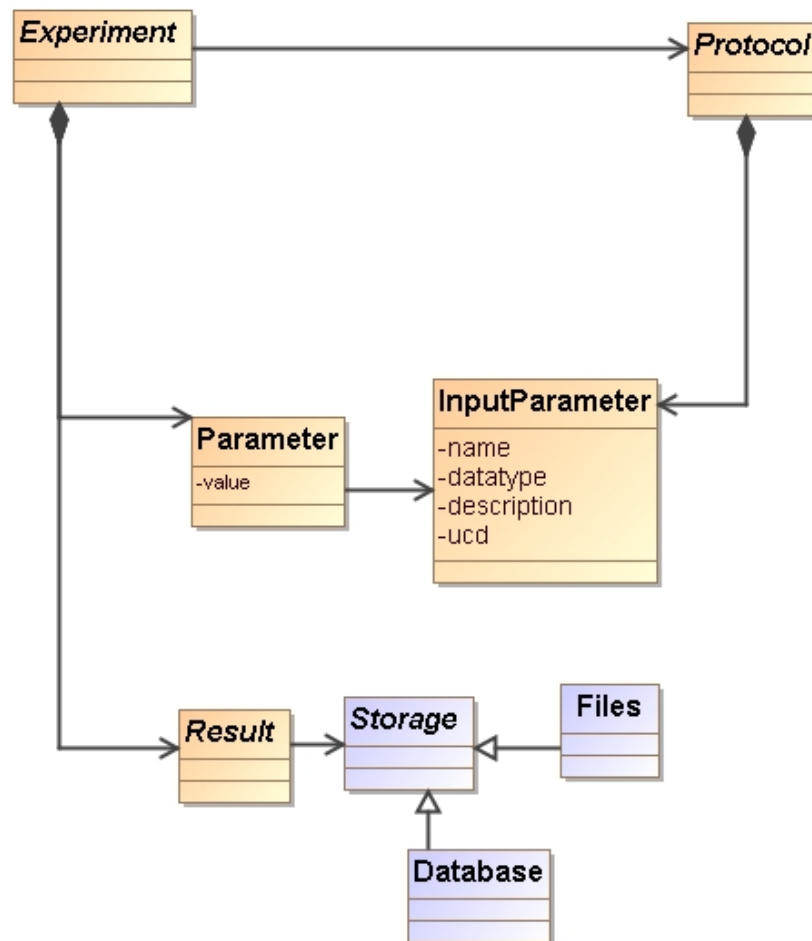 Experiment
Protocol
InputParameter
-name
-datatype
-description
-ucd
Parameter
-value
Result
Storage
Files
Database